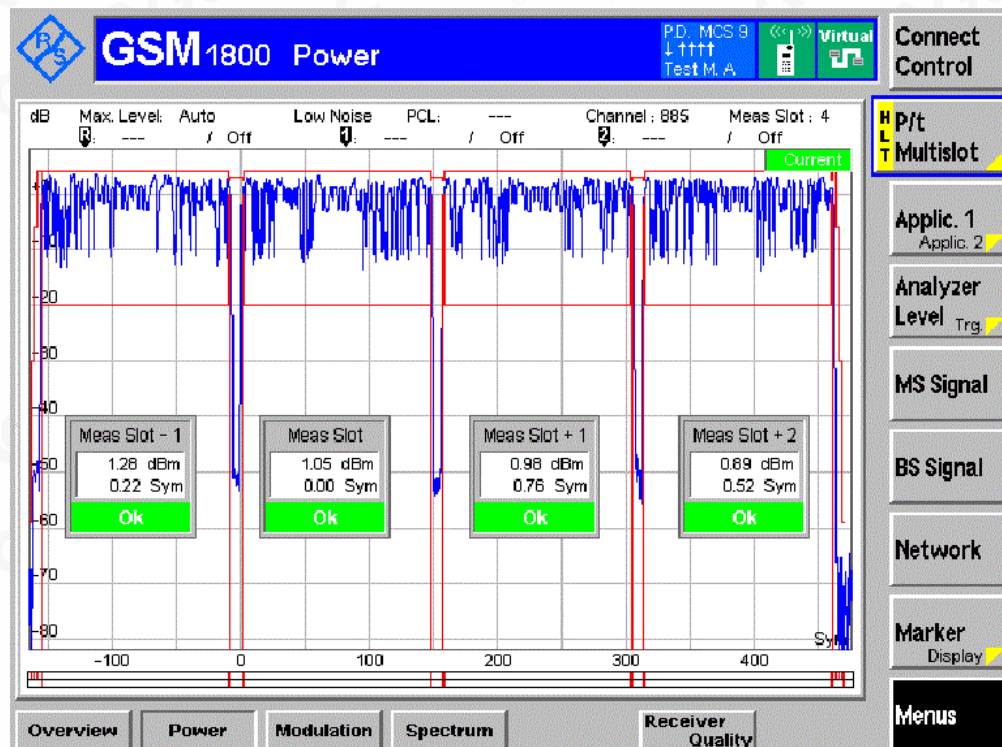 R S
GSM 1800 Power
P.D. MCS 9
↓↑↑↑↑
Test M. A
Virtual
Connect
Control
dB Max. Level: Auto Low Noise PCL: --- Channel : 885 Meas Slot : 4
R: --- / Off 1: --- / Off 2: --- / Off
Current
HLT
P/t
Multislot
Applic. 1
Applic. 2
Analyzer
Level Trg.
MS Signal
BS Signal
Network
Marker
Display
Menus
-20
-30
-40
-50
-60
-70
-80
Meas Slot - 1
1.28 dBm
0.22 Sym
Ok
Meas Slot
1.05 dBm
0.00 Sym
Ok
Meas Slot + 1
0.98 dBm
0.76 Sym
Ok
Meas Slot + 2
0.89 dBm
0.52 Sym
Ok
-100 0 100 200 300 400
Overview Power Modulation Spectrum Receiver
Quality